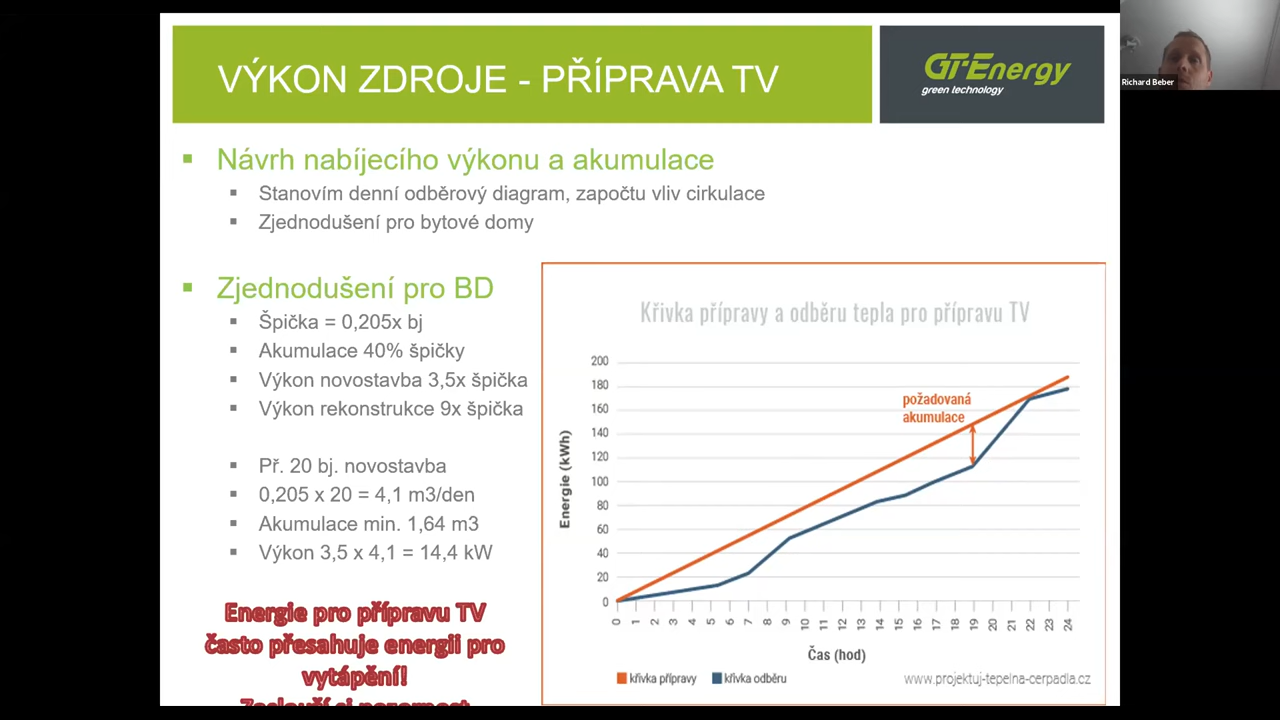 VÝKON ZDROJE - PŘÍPRAVA TV
GT-Energy
green technology
Richard Beber
Návrh nabíjecího výkonu a akumulace
Stanovím denní odběrový diagram, započtu vliv cirkulace
Zjednodušení pro bytové domy
Zjednodušení pro BD
Špička = 0,205x bj
Akumulace 40% špičky
Výkon novostavba 3,5x špička
Výkon rekonstrukce 9x špička
Př. 20 bj. novostavba
0,205 x 20 = 4,1 m3/den
Akumulace min. 1,64 m3
Výkon 3,5 x 4,1 = 14,4 kW
Energie pro přípravu TV
často přesahuje energii pro
vytápění!
Zaslouží si pozornost
Křivka přípravy a odběru tepla pro přípravu TV
200
180
160
140
120
100
80
60
40
20
0
Energie (kWh)
požadovaná
akumulace
0 1 2 3 4 5 6 7 8 9 10 11 12 13 14 15 16 17 18 19 20 21 22 23 24
Čas (hod)
křivka přípravy křivka odběru
www.projektuj-tepelna-cerpadla.cz